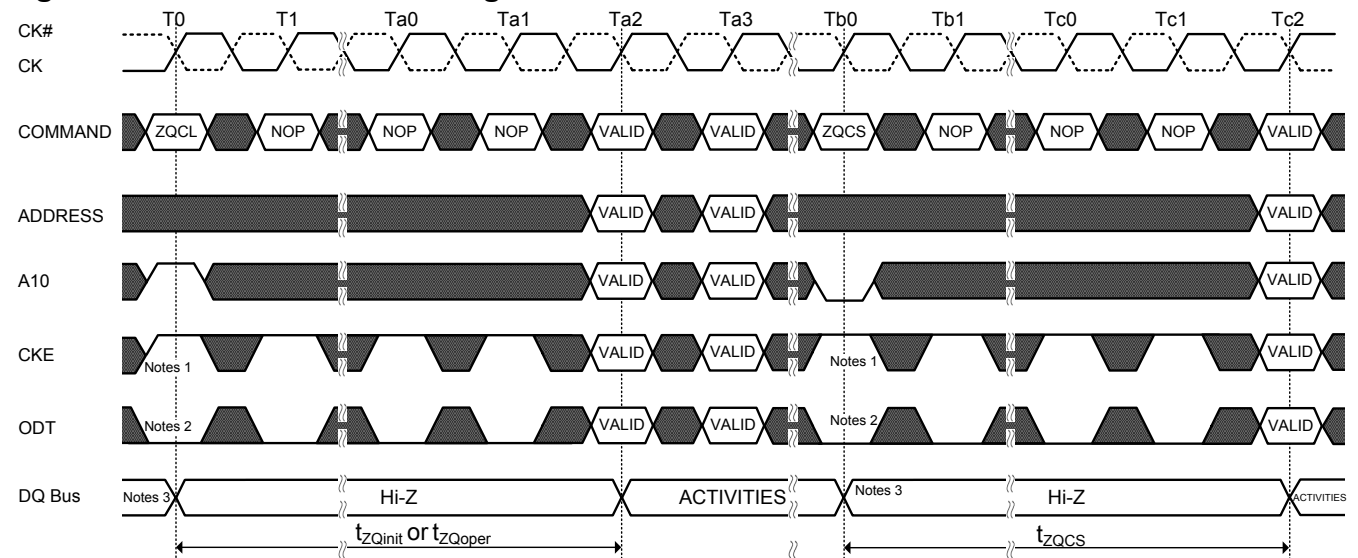 T0 T1 Ta0 Ta1 Ta2 Ta3 Tb0 Tb1 Tc0 Tc1 Tc2
CK#
CK
COMMAND ZQCL NOP NOP NOP VALID VALID ZQCS NOP NOP NOP VALID
ADDRESS VALID VALID VALID
A10 VALID VALID VALID
CKE Notes 1 VALID VALID Notes 1 VALID
ODT Notes 2 VALID VALID Notes 2 VALID
DQ Bus Notes 3 Hi-Z ACTIVITIES Notes 3 Hi-Z ACTIVITIES
tZQinit or tZQoper tZQCS